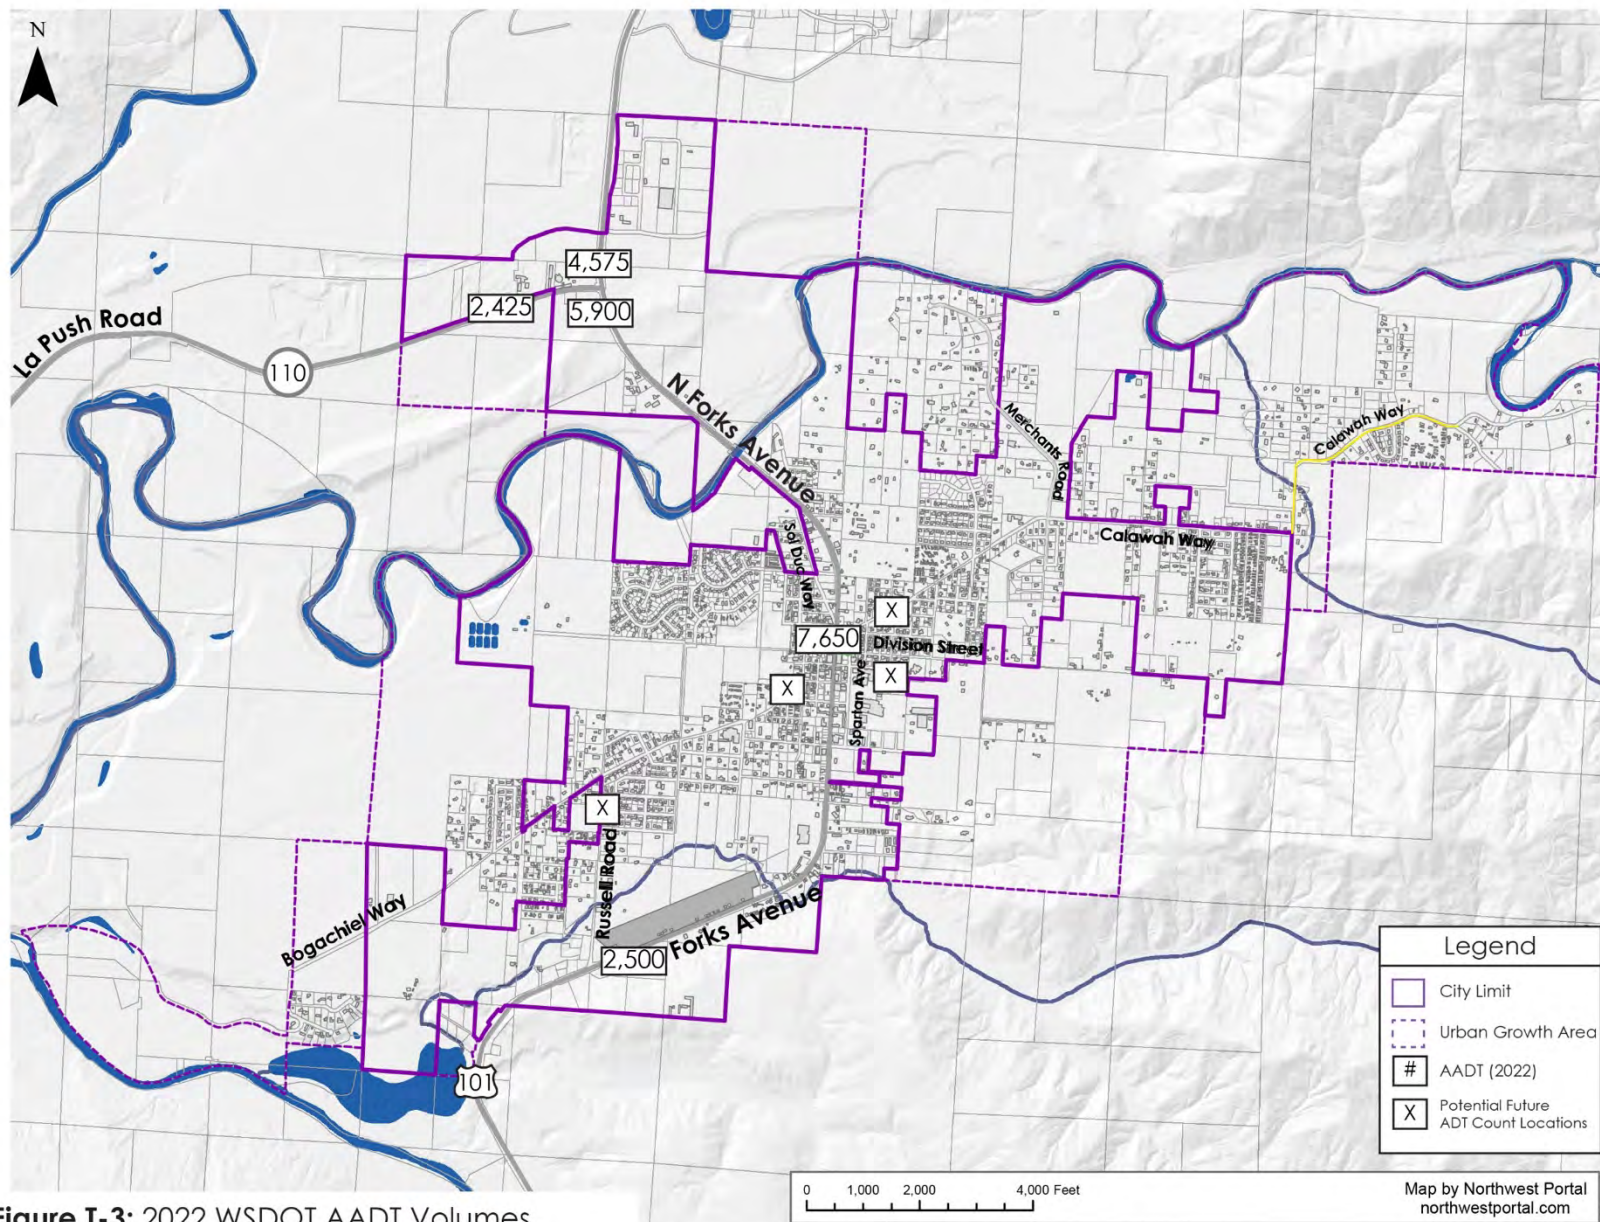 N
4,575
2,425
5,900
La Push Road
110
N Forks Avenue
Merchants Road
Calawah Way
Calawah Way
Sol Duc Way
X
7,650
Division Street
X
X
Spartan Ave
X
Russell Road
Bogachiel Way
Forks Avenue
2,500
101
Legend
City Limit
Urban Growth Area
# AADT (2022)
X Potential Future
ADT Count Locations
0 1,000 2,000 4,000 Feet
Map by Northwest Portal
northwestportal.com
Figure T-3: 2022 WSDOT AADT Volumes